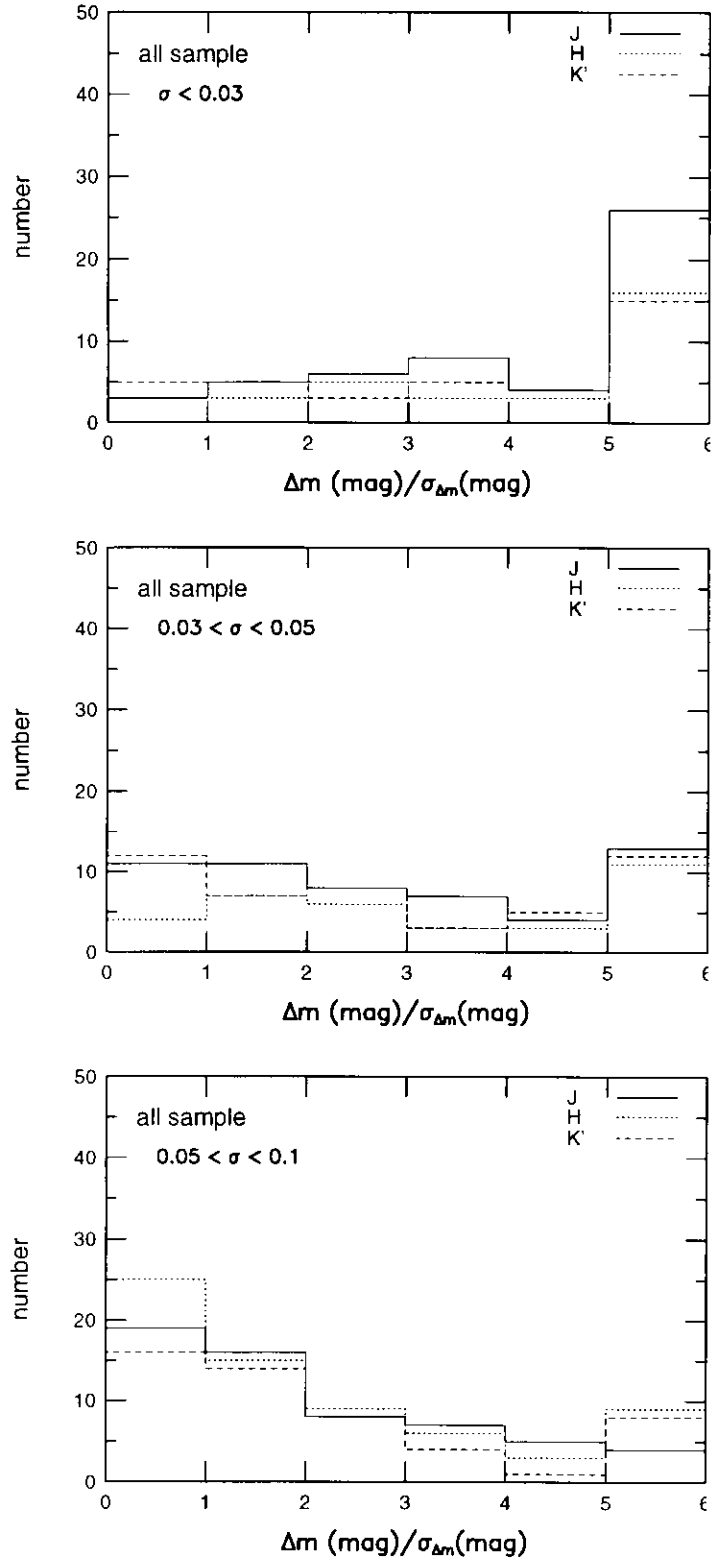 50
40
30
20
10
0
number
all sample
σ < 0.03
J
H
K'
0 1 2 3 4 5 6
Δm (mag)/σΔm(mag)
50
40
30
20
10
0
number
all sample
0.03 < σ < 0.05
J
H
K'
0 1 2 3 4 5 6
Δm (mag)/σΔm(mag)
50
40
30
20
10
0
number
all sample
0.05 < σ < 0.1
J
H
K'
0 1 2 3 4 5 6
Δm (mag)/σΔm(mag)